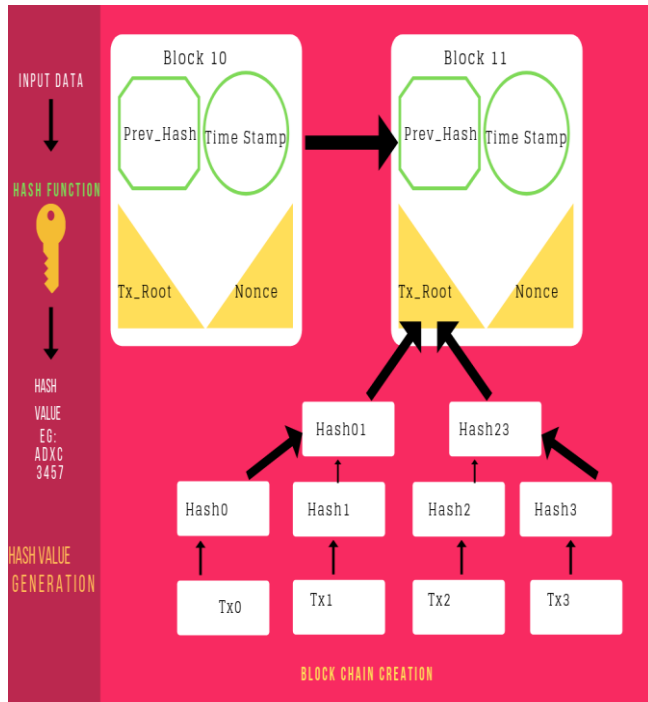 INPUT DATA
HASH FUNCTION
HASH
VALUE
EG:
ADXC
3457
HASH VALUE
GENERATION
Block 10
Prev_Hash
Time Stamp
Tx_Root
Nonce
Block 11
Prev_Hash
Time Stamp
Tx_Root
Nonce
Hash01
Hash23
Hash0
Hash1
Hash2
Hash3
Tx0
Tx1
Tx2
Tx3
BLOCK CHAIN CREATION